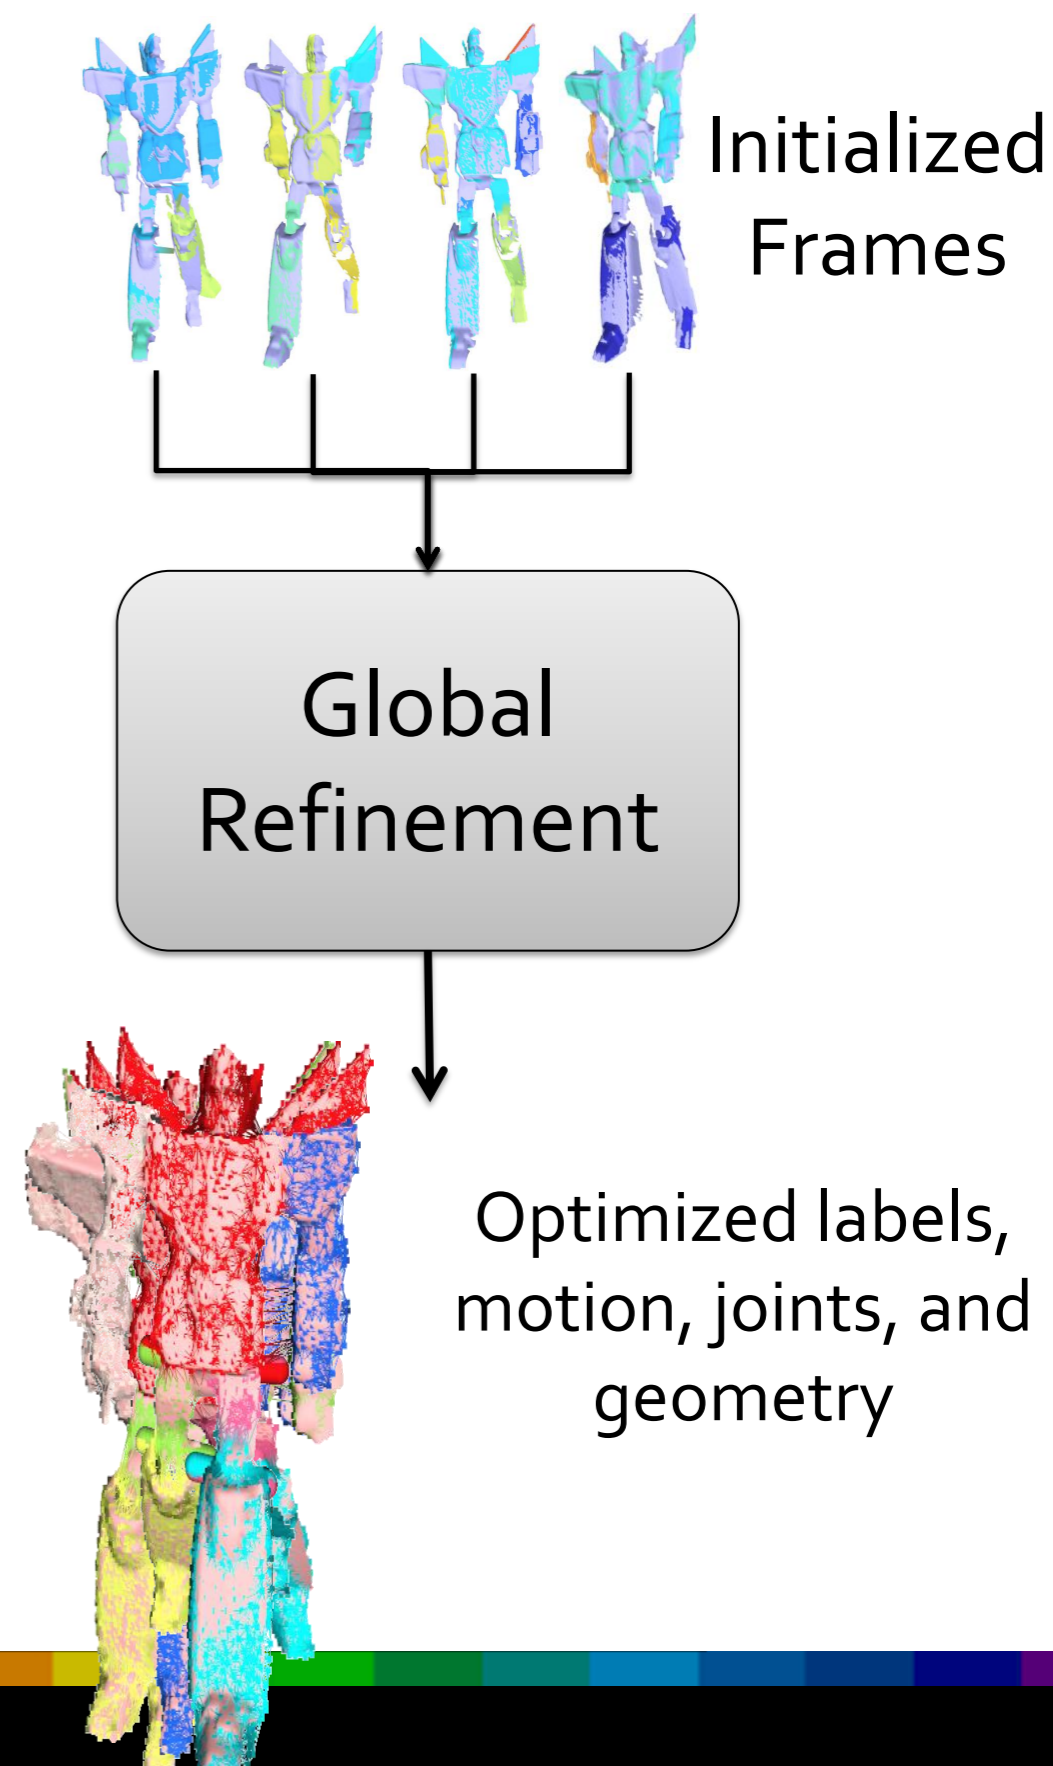 Initialized
Frames
Global
Refinement
Optimized labels,
motion, joints, and
geometry